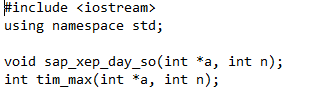 #include <iostream>
using namespace std;
void sap_xep_day_so(int *a, int n);
int tim_max(int *a, int n);